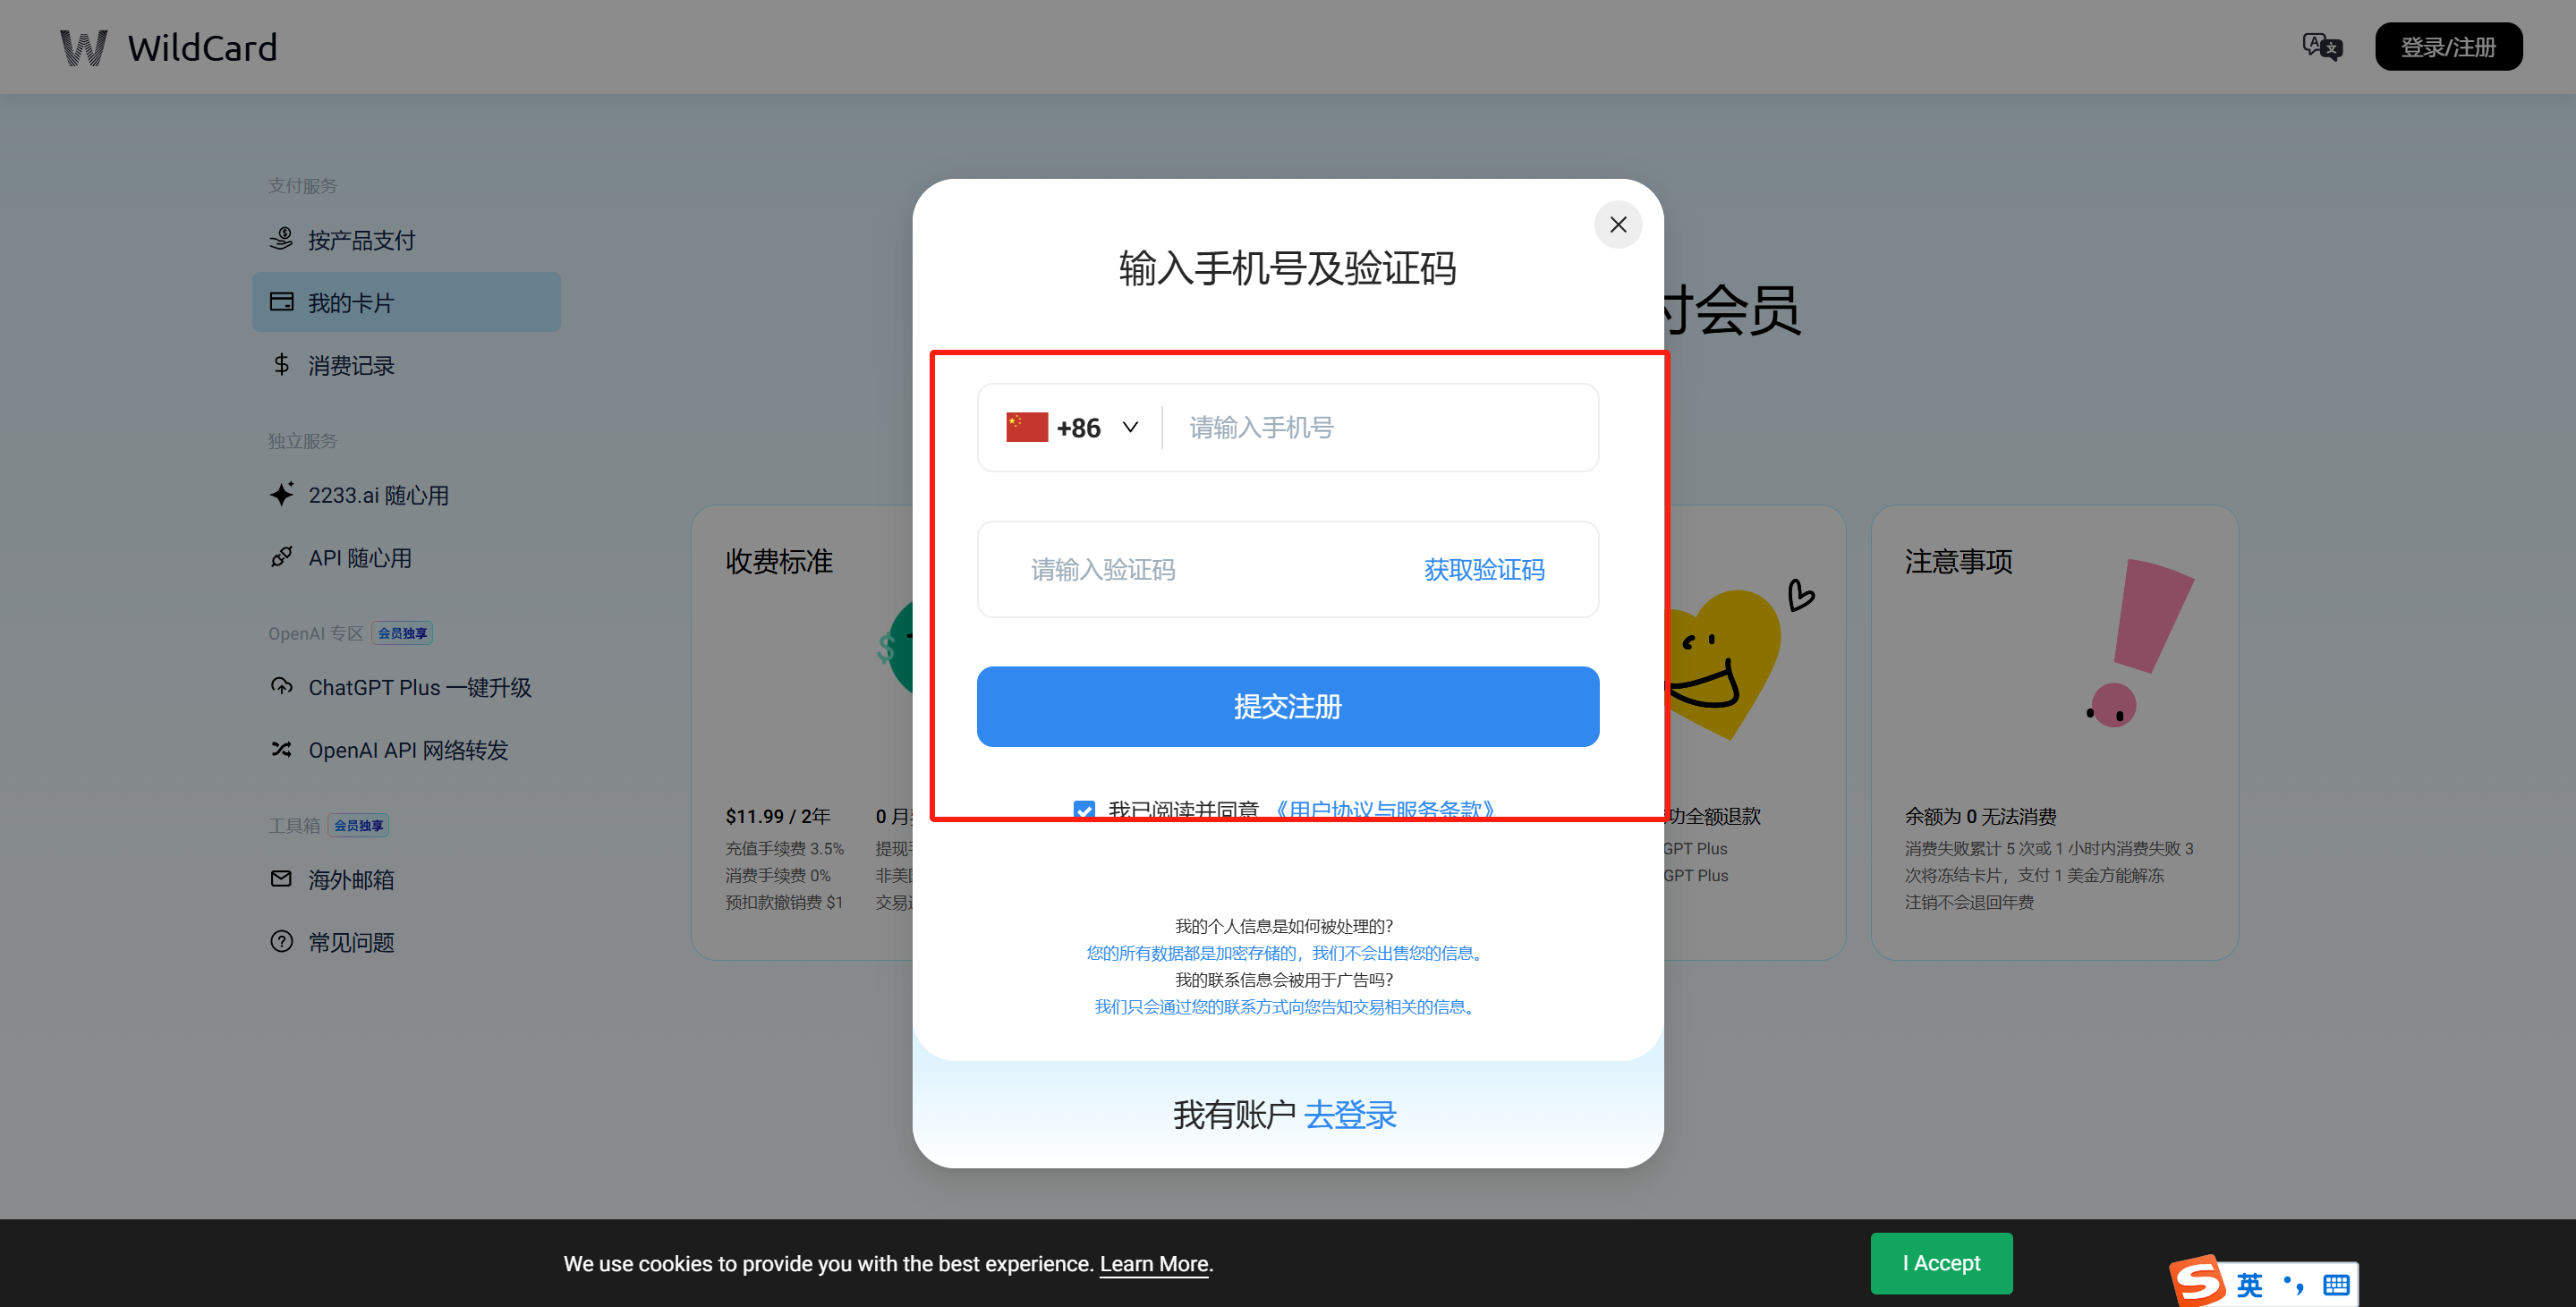 WildCard
登录/注册
支付服务
按产品支付
我的卡片
消费记录
独立服务
2233.ai 随心用
API 随心用
OpenAI 专区 会员独享
ChatGPT Plus 一键升级
OpenAI API 网络转发
工具箱 会员独享
海外邮箱
常见问题
付会员
收费标准
$11.99 / 2年
充值手续费 3.5%
消费手续费 0%
预扣款撤销费 $1
0 月
提现
非美
交易
功全额退款
GPT Plus
GPT Plus
注意事项
余额为 0 无法消费
消费失败累计 5 次或 1 小时内消费失败 3
次将冻结卡片，支付 1 美金方能解冻
注销不会退回年费
输入手机号及验证码
+86 请输入手机号
请输入验证码 获取验证码
提交注册
我已阅读并同意 《用户协议与服务条款》
我的个人信息是如何被处理的？
您的所有数据都是加密存储的，我们不会出售您的信息。
我的联系信息会被用于广告吗？
我们只会通过您的联系方式向您告知交易相关的信息。
我有账户 去登录
We use cookies to provide you with the best experience. Learn More.
I Accept
英